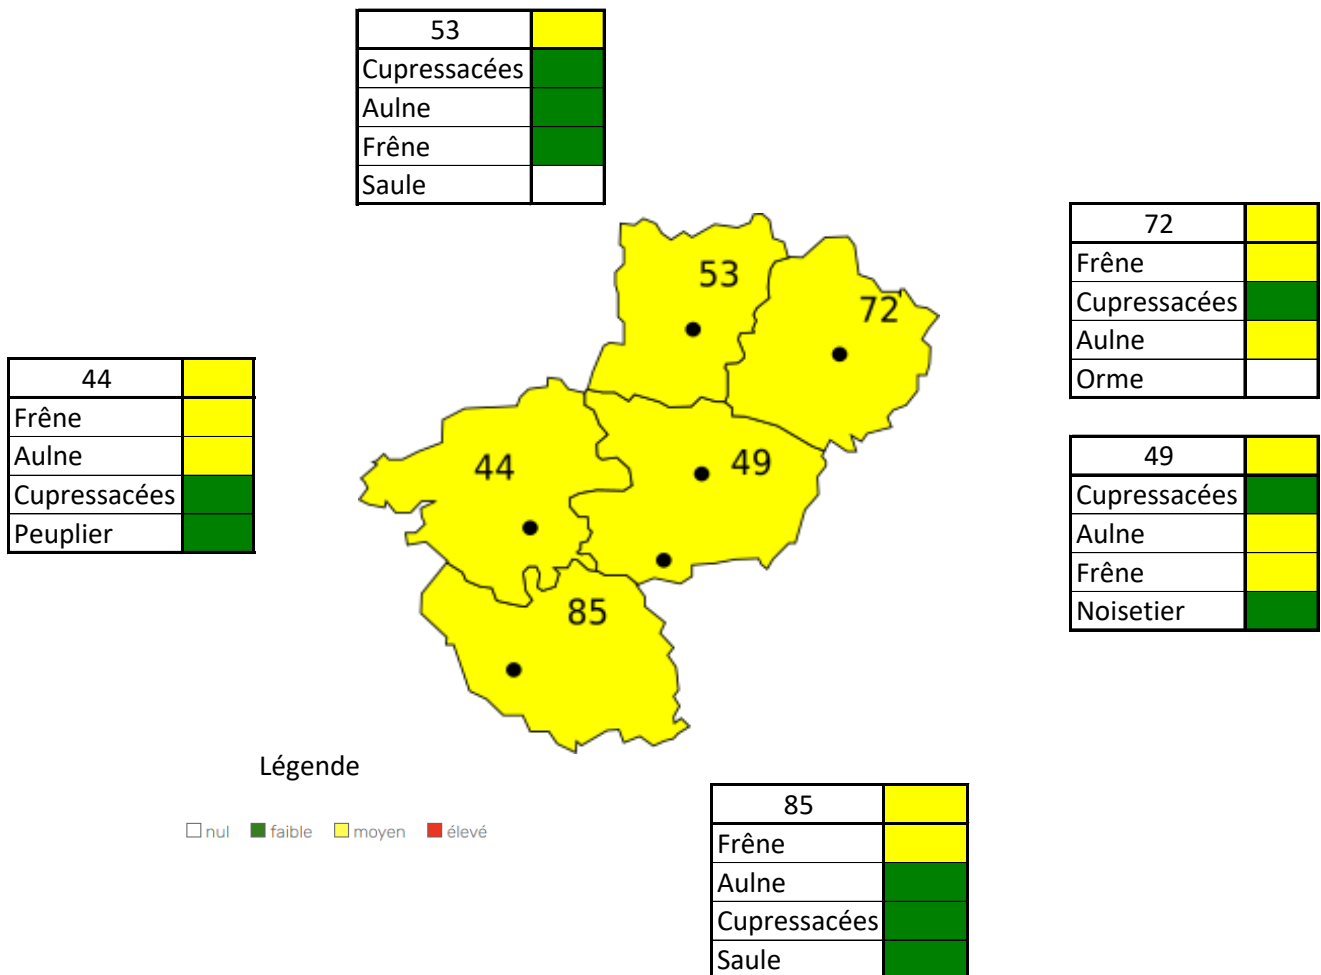 53
Cupressacées
Aulne
Frêne
Saule
72
Frêne
Cupressacées
Aulne
Orme
44
Frêne
Aulne
Cupressacées
Peuplier
53
72
44
49
85
49
Cupressacées
Aulne
Frêne
Noisetier
Légende
nul faible moyen élevé
85
Frêne
Aulne
Cupressacées
Saule